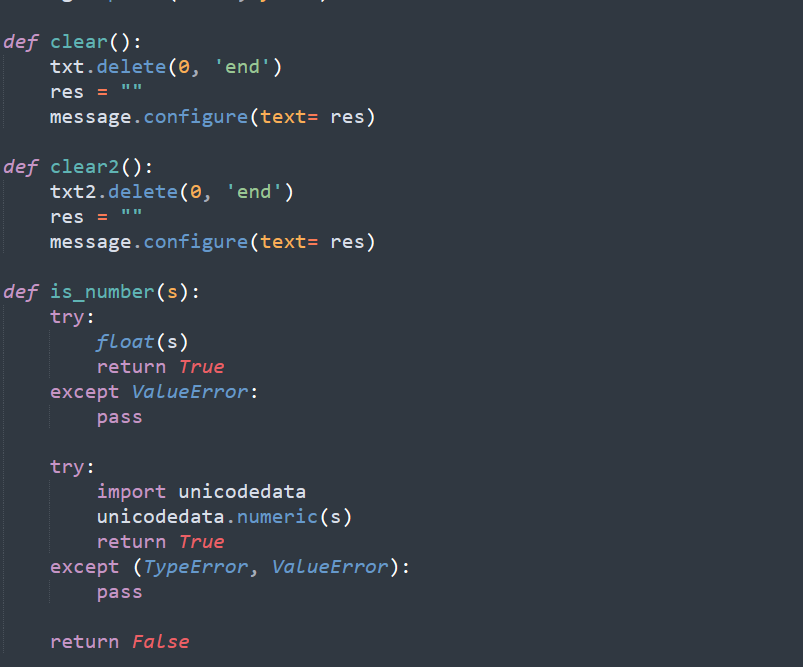 def clear():
    txt.delete(0, 'end')
    res = ""
    message.configure(text= res)
def clear2():
    txt2.delete(0, 'end')
    res = ""
    message.configure(text= res)
def is_number(s):
    try:
        float(s)
        return True
    except ValueError:
        pass
    try:
        import unicodedata
        unicodedata.numeric(s)
        return True
    except (TypeError, ValueError):
        pass
    return False